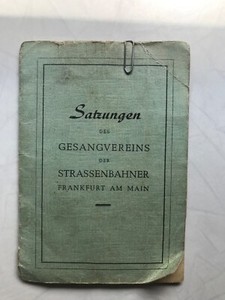 Satzungen
DES
GESANGVEREINS
DER
STRASSENBAHNER
FRANKFURT AM MAIN